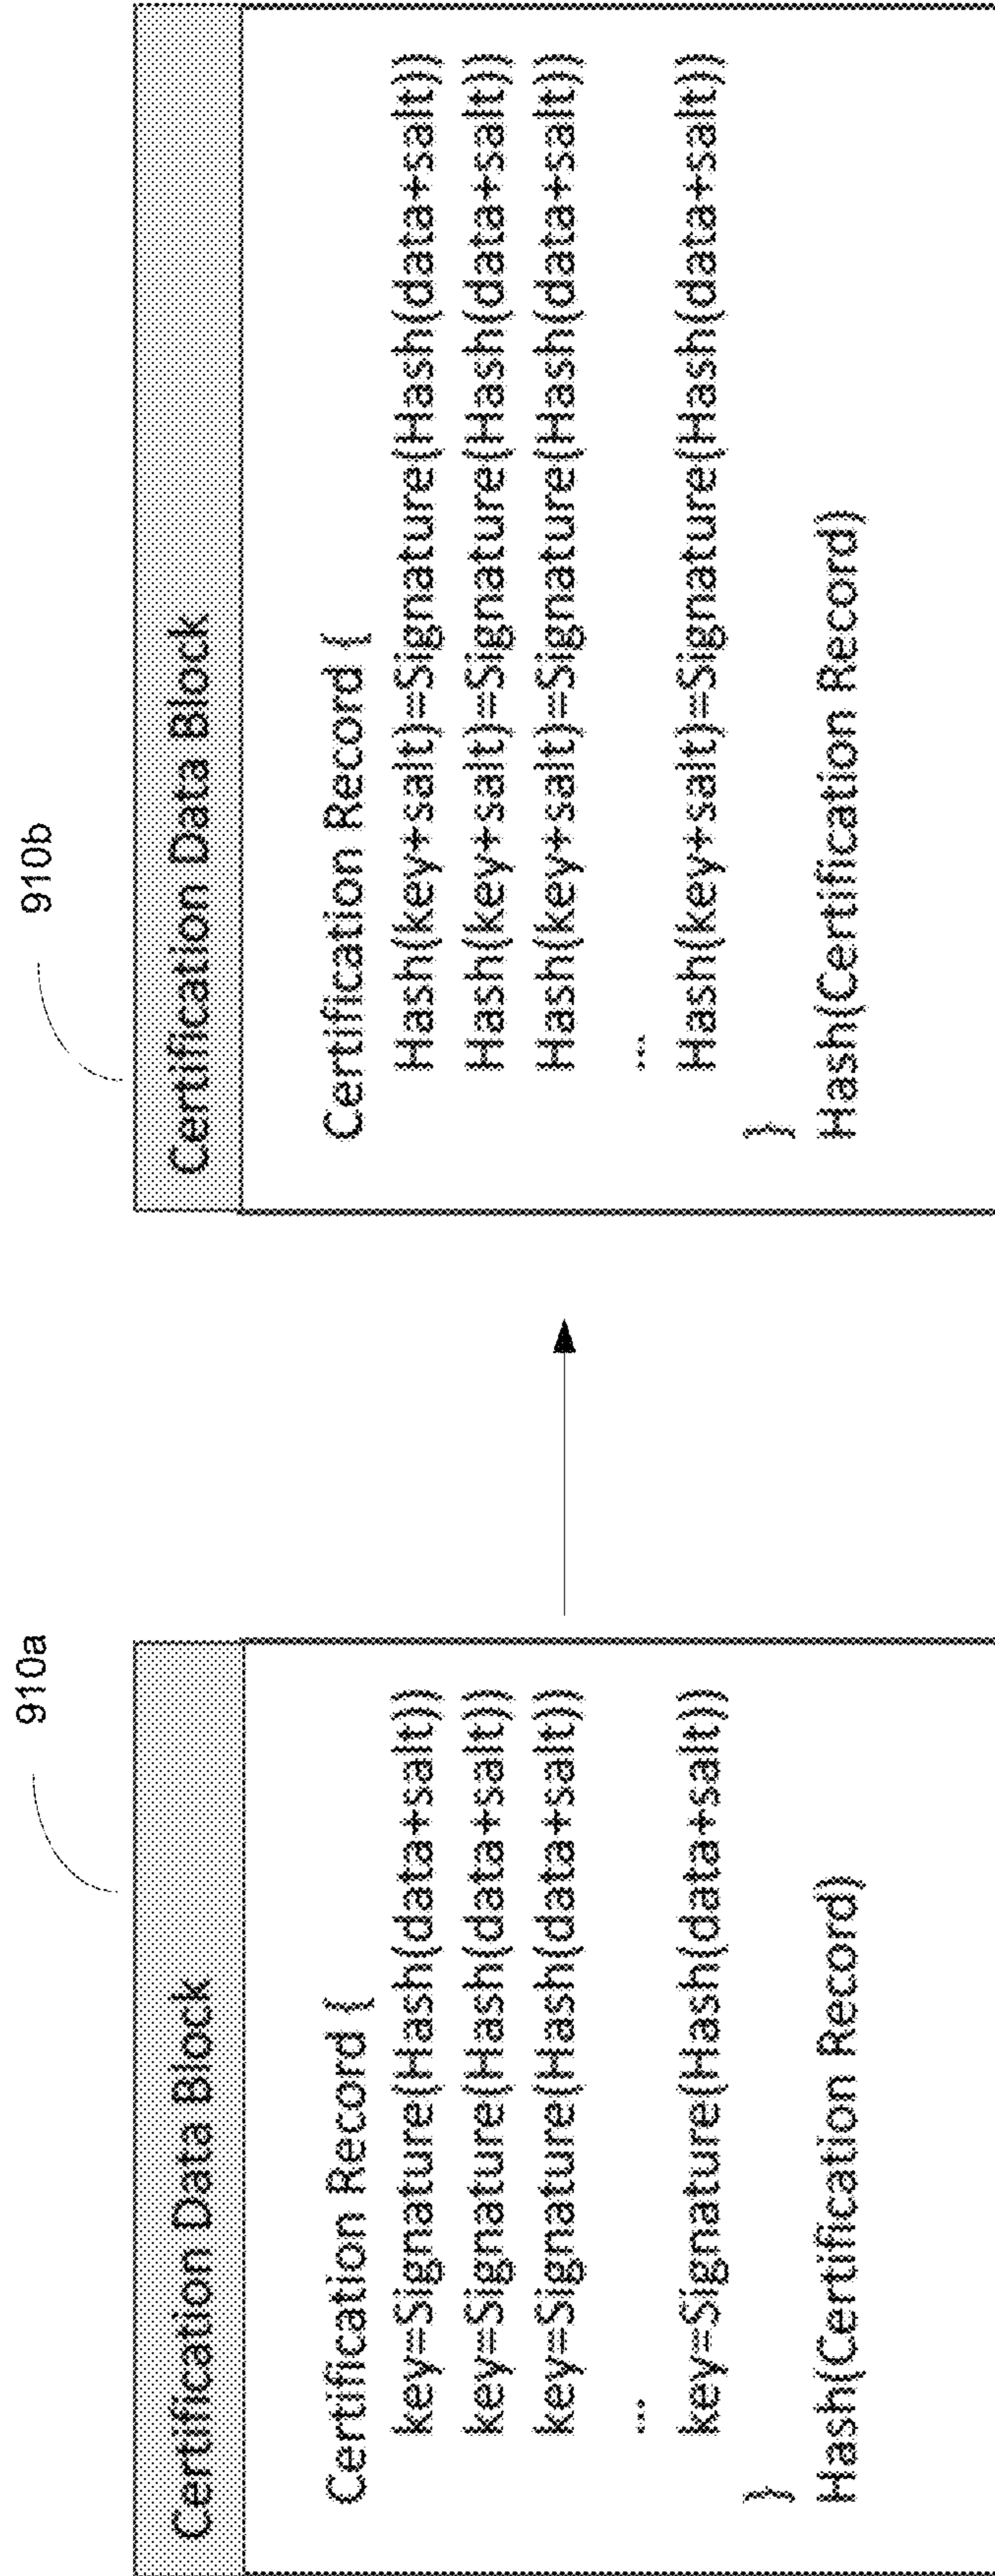 910a
Certification Data Block
Certification Record {
key=Signature(Hash(data+salt))
key=Signature(Hash(data+salt))
key=Signature(Hash(data+salt))
...
key=Signature(Hash(data+salt))
}
Hash(Certification Record)
910b
Certification Data Block
Certification Record {
Hash(key+salt)=Signature(Hash(data+salt))
Hash(key+salt)=Signature(Hash(data+salt))
Hash(key+salt)=Signature(Hash(data+salt))
...
Hash(key+salt)=Signature(Hash(data+salt))
}
Hash(Certification Record)